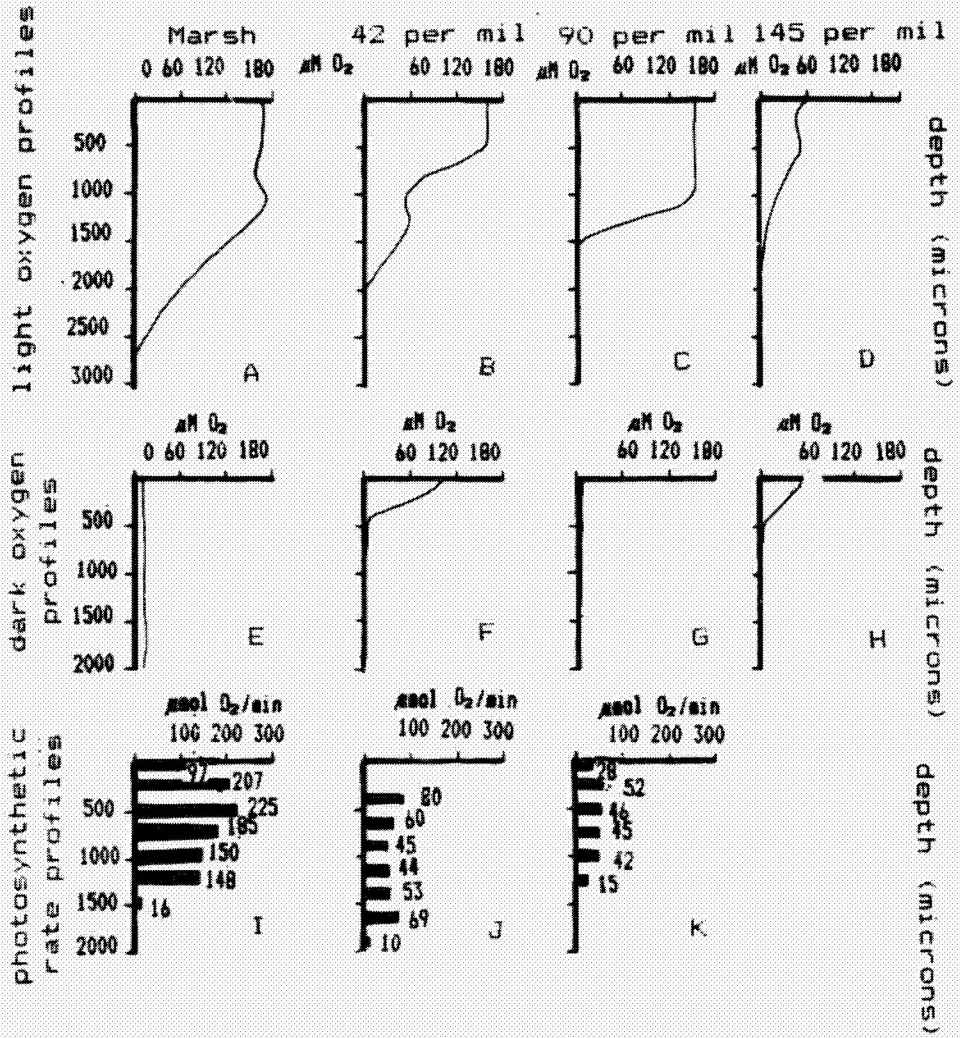 Marsh 42 per mil 90 per mil 145 per mil
0 60 120 180 µM O₂ 60 120 180 µM O₂ 60 120 180 µM O₂ 60 120 180
light oxygen profiles
500
1000
1500
2000
2500
3000
A B C D
depth (microns)
µM O₂ µM O₂ µM O₂ µM O₂
0 60 120 180 60 120 180 60 120 180 60 120 180
dark oxygen
profiles
500
1000
1500
2000
E F G H
depth (microns)
µmol O₂/min µmol O₂/min µmol O₂/min
100 200 300 100 200 300 100 200 300
photosynthetic
rate profiles
500
1000
1500
2000
97
207
225
185
150
148
16
I
80
60
45
44
53
69
10
J
28
52
46
45
42
15
K
depth (microns)